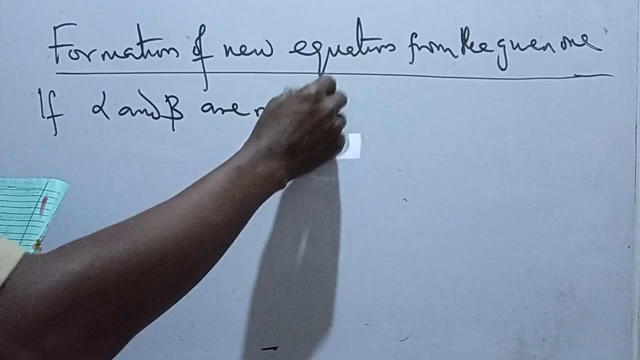 Formation of new equations from the given one
If α and β are